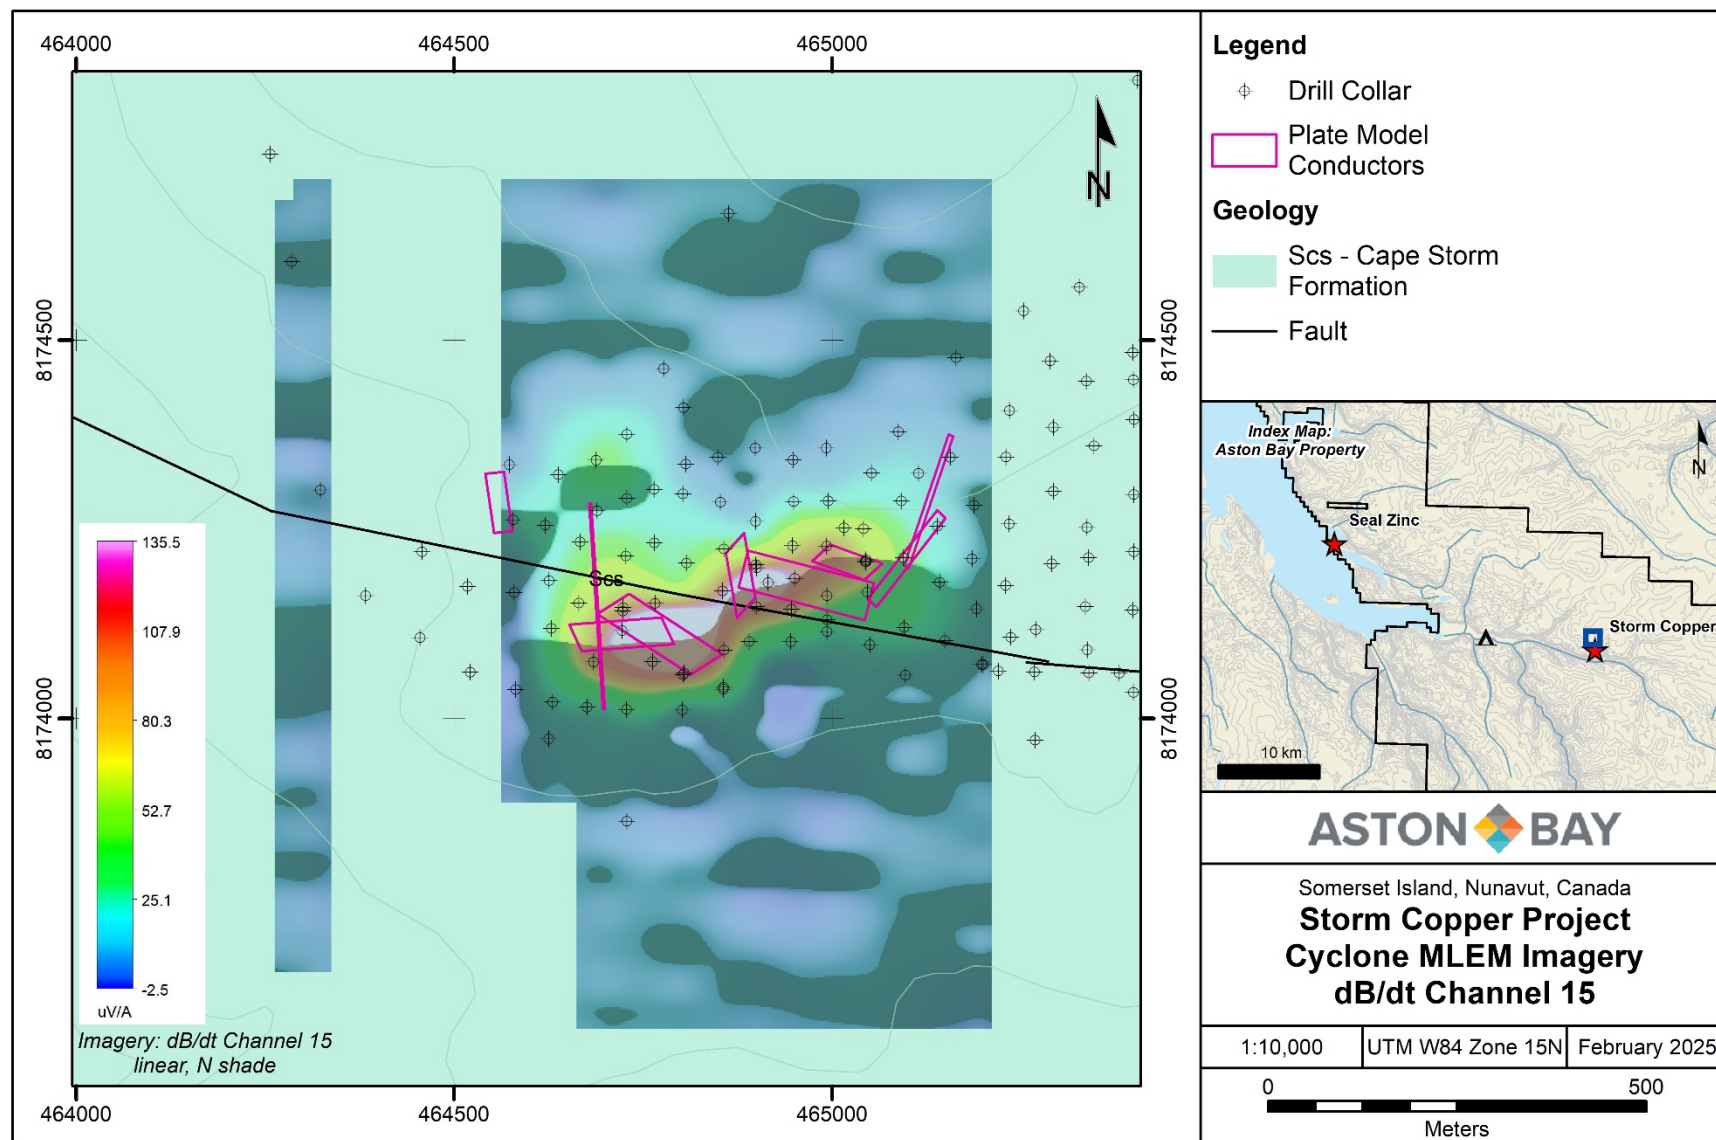 464000
464500
465000
8174500
8174000
8174500
8174000
N
Scs
135.5
107.9
80.3
52.7
25.1
-2.5
uV/A
Imagery: dB/dt Channel 15
linear, N shade
464000
464500
465000
Legend
Drill Collar
Plate Model
Conductors
Geology
Scs - Cape Storm
Formation
Fault
Index Map:
Aston Bay Property
N
Seal Zinc
Storm Copper
10 km
ASTON BAY
Somerset Island, Nunavut, Canada
Storm Copper Project
Cyclone MLEM Imagery
dB/dt Channel 15
1:10,000
UTM W84 Zone 15N
February 2025
0
500
Meters